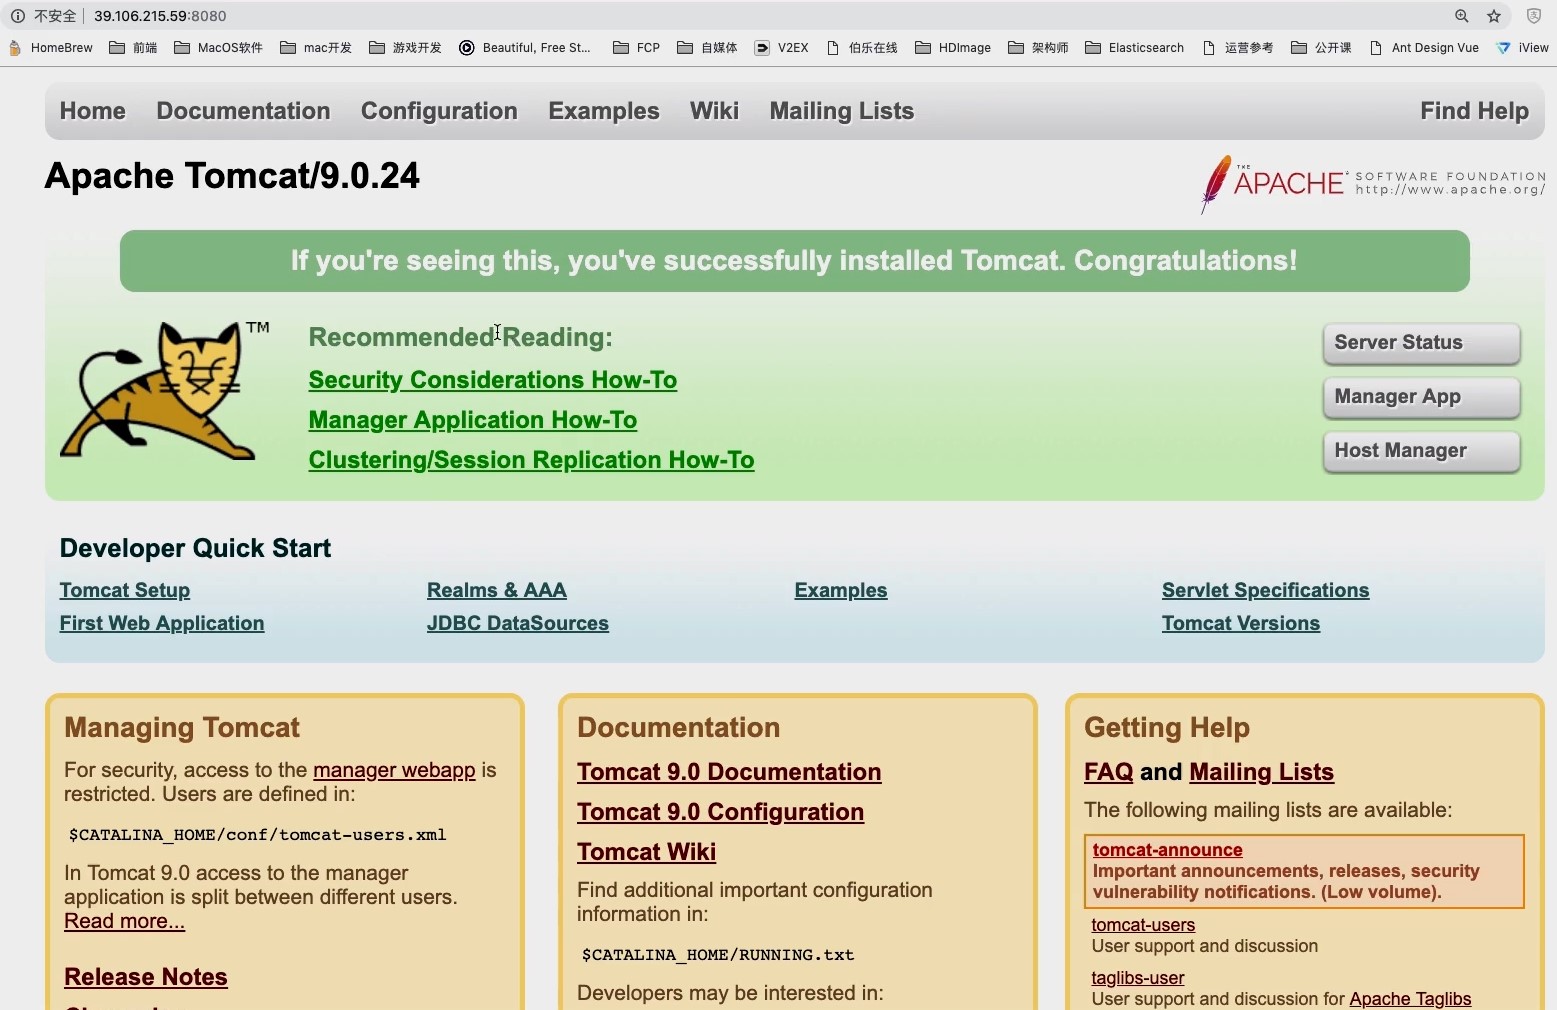 不安全 39.106.215.59:8080
HomeBrew 前端 MacOS软件 mac开发 游戏开发 Beautiful, Free St... FCP 自媒体 V2EX 伯乐在线 HDImage 架构师 Elasticsearch 运营参考 公开课 Ant Design Vue iView
Home Documentation Configuration Examples Wiki Mailing Lists Find Help
Apache Tomcat/9.0.24
THE APACHE SOFTWARE FOUNDATION
http://www.apache.org/
If you're seeing this, you've successfully installed Tomcat. Congratulations!
TM
Recommended Reading:
Security Considerations How-To
Manager Application How-To
Clustering/Session Replication How-To
Server Status
Manager App
Host Manager
Developer Quick Start
Tomcat Setup Realms & AAA Examples Servlet Specifications
First Web Application JDBC DataSources Tomcat Versions
Managing Tomcat
For security, access to the manager webapp is
restricted. Users are defined in:
$CATALINA_HOME/conf/tomcat-users.xml
In Tomcat 9.0 access to the manager
application is split between different users.
Read more...
Release Notes
Documentation
Tomcat 9.0 Documentation
Tomcat 9.0 Configuration
Tomcat Wiki
Find additional important configuration
information in:
$CATALINA_HOME/RUNNING.txt
Developers may be interested in:
Getting Help
FAQ and Mailing Lists
The following mailing lists are available:
tomcat-announce
Important announcements, releases, security
vulnerability notifications. (Low volume).
tomcat-users
User support and discussion
taglibs-user
User support and discussion for Apache Taglibs